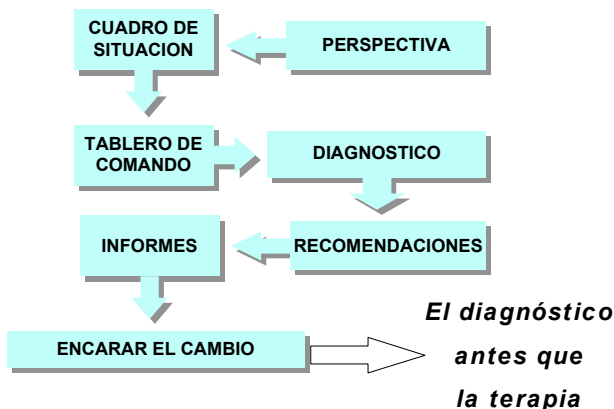 CUADRO DE
SITUACION
PERSPECTIVA
TABLERO DE
COMANDO
DIAGNOSTICO
INFORMES
RECOMENDACIONES
ENCARAR EL CAMBIO
El diagnóstico
antes que
la terapia